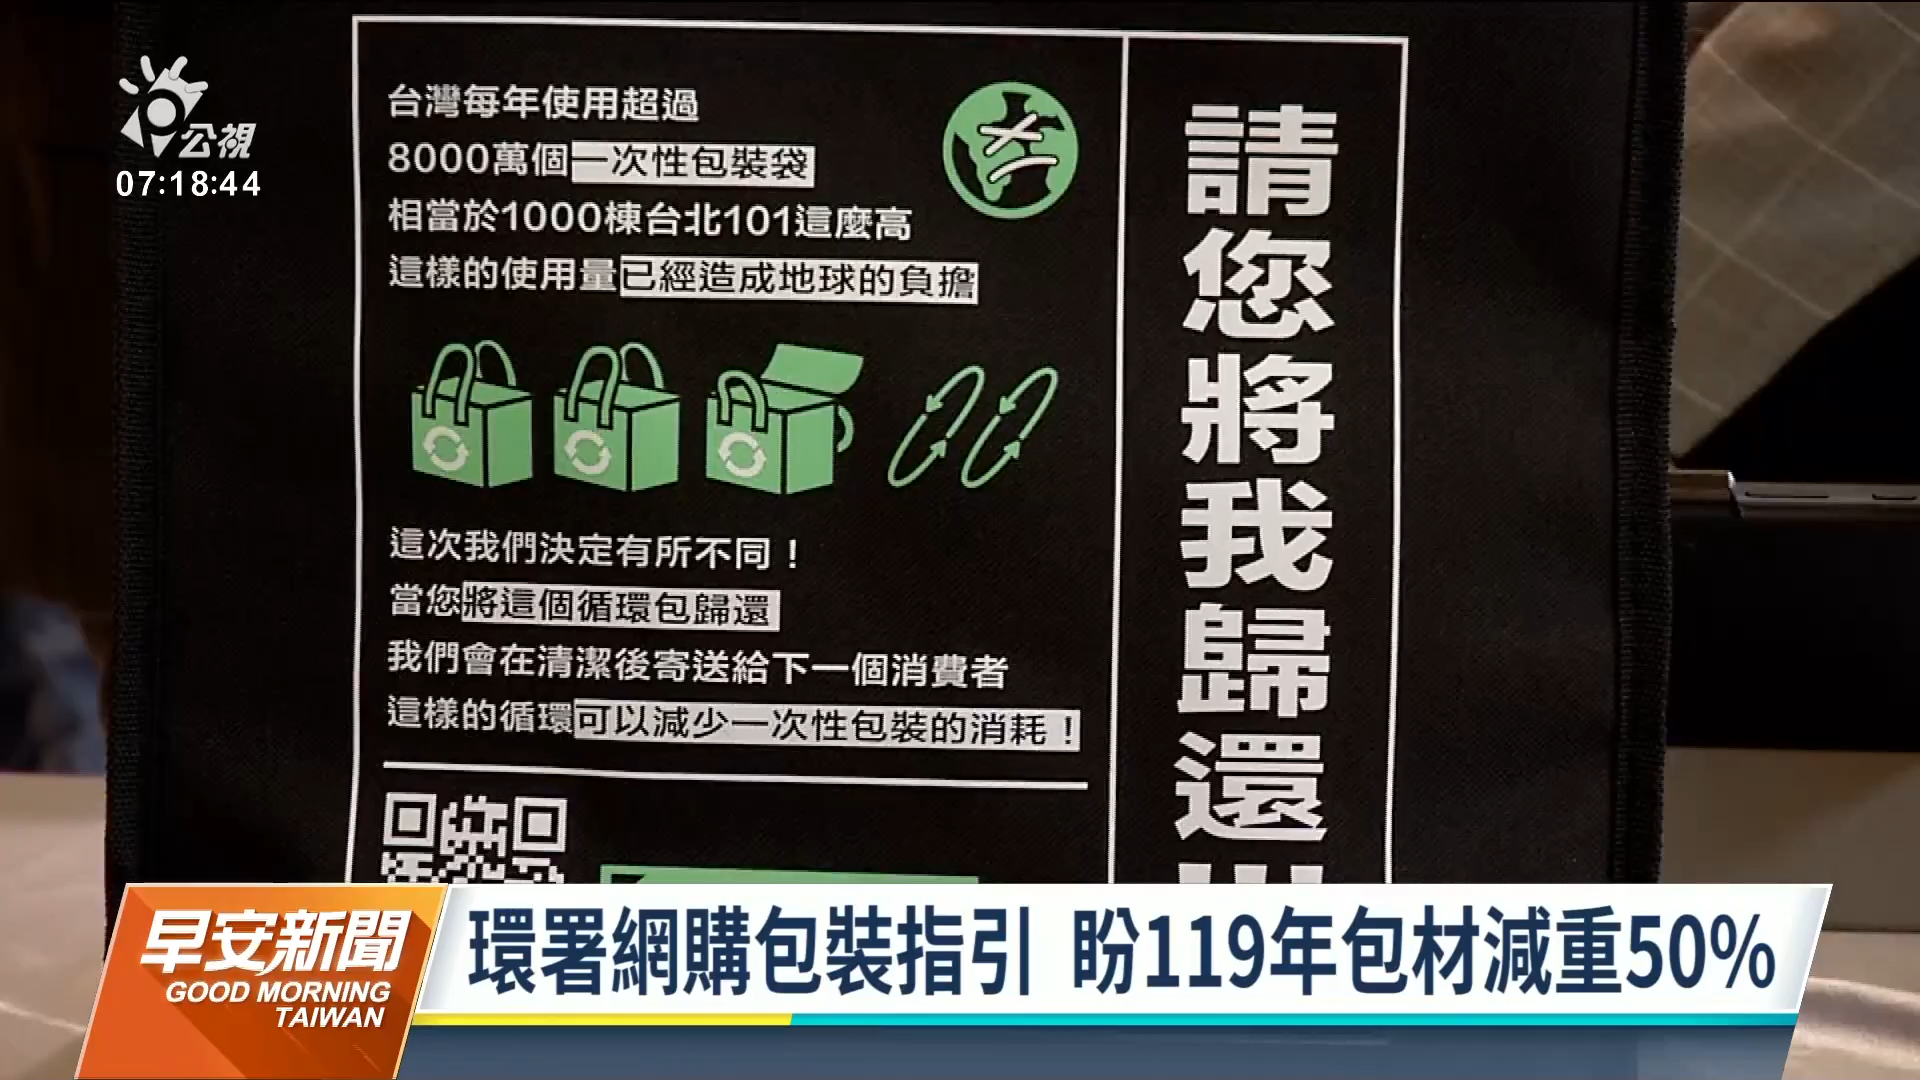 公視
07:18:44
台灣每年使用超過
8000萬個一次性包裝袋
相當於1000棟台北101這麼高
這樣的使用量已經造成地球的負擔
這次我們決定有所不同！
當您將這個循環包歸還
我們會在清潔後寄送給下一個消費者
這樣的循環可以減少一次性包裝的消耗！
請您將我歸還
早安新聞
GOOD MORNING
TAIWAN
環署網購包裝指引 盼119年包材減重50%